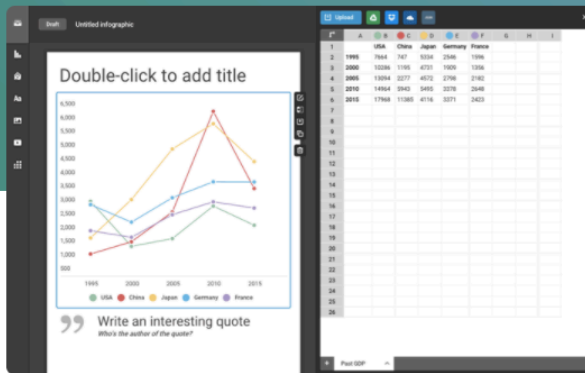 Draft Untitled infographic
Double-click to add title
6,500
6,000
5,500
5,000
4,500
4,000
3,500
3,000
2,500
2,000
1,500
1,000
500
1995 2000 2005 2010 2015
USA China Japan Germany France
Write an interesting quote
Who's the author of the quote?
Upload
A B C D E F G H I
1 USA China Japan Germany France
2 1995 7664 747 5334 2546 1596
3 2000 10286 1195 4731 1909 1356
4 2005 13094 2277 4572 2798 2182
5 2010 14964 5943 5495 3378 2648
6 2015 17968 11385 4116 3371 2423
7
8
9
10
11
12
13
14
15
16
17
18
19
20
21
22
23
24
25
26
Past GDP